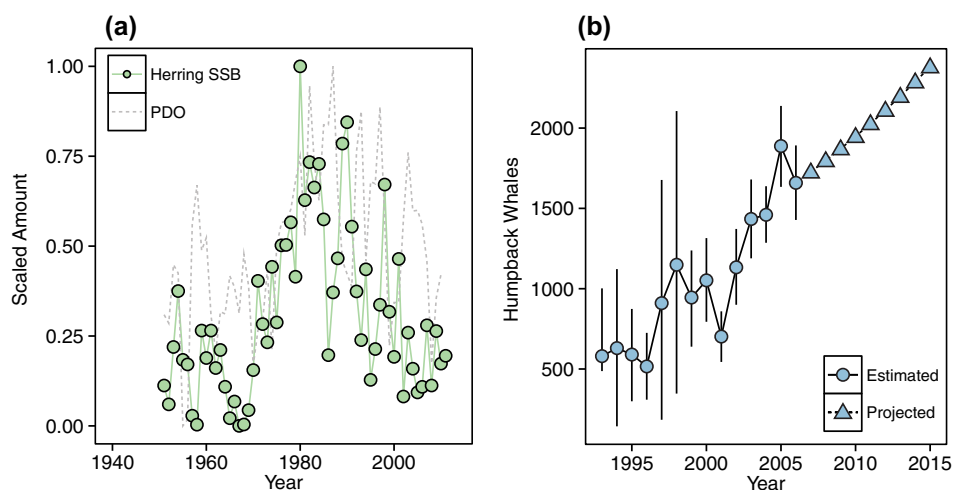 (a)
Scaled Amount
1.00
0.75
0.50
0.25
0.00
Herring SSB
PDO
1940
1960
1980
2000
Year
(b)
Humpback Whales
2000
1500
1000
500
Estimated
Projected
1995
2000
2005
2010
2015
Year